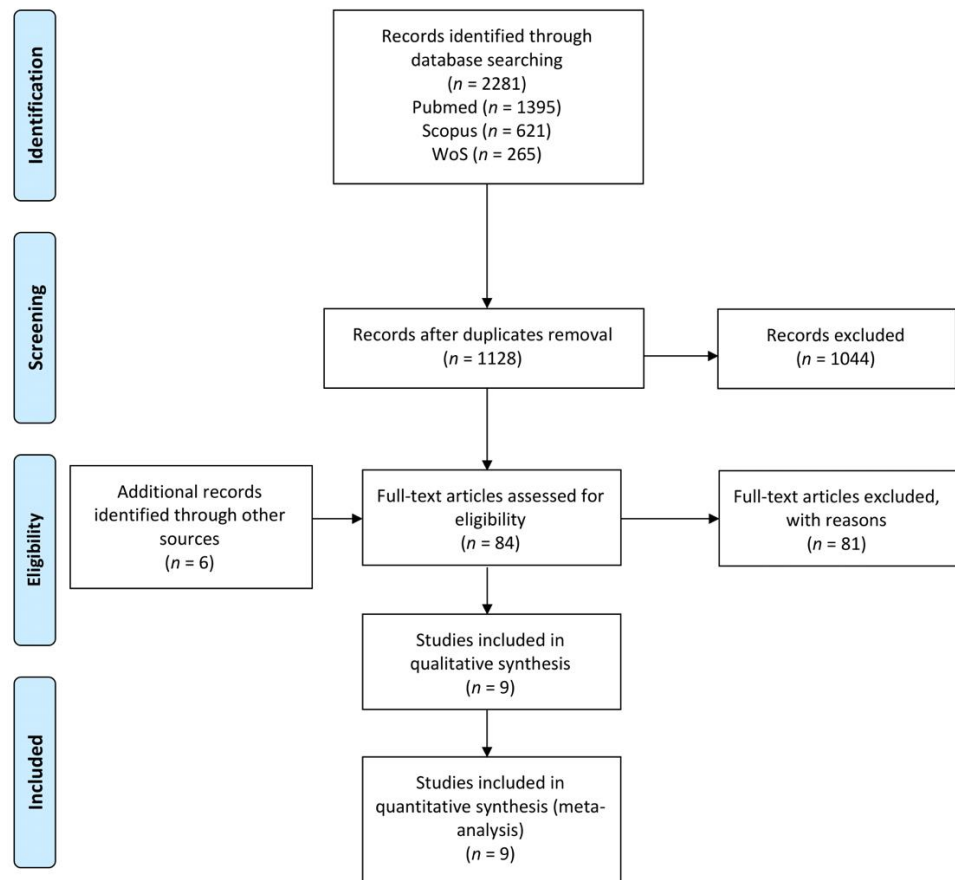 Identification
Records identified through
database searching
(n = 2281)
Pubmed (n = 1395)
Scopus (n = 621)
WoS (n = 265)
Screening
Records after duplicates removal
(n = 1128)
Records excluded
(n = 1044)
Eligibility
Additional records
identified through other
sources
(n = 6)
Full-text articles assessed for
eligibility
(n = 84)
Full-text articles excluded,
with reasons
(n = 81)
Studies included in
qualitative synthesis
(n = 9)
Included
Studies included in
quantitative synthesis (meta-
analysis)
(n = 9)